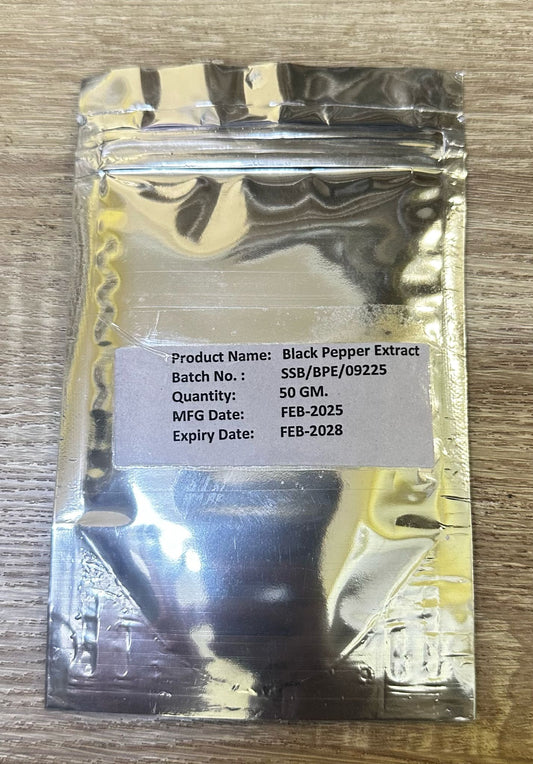 Product Name: Black Pepper Extract
Batch No. : SSB/BPE/09225
Quantity: 50 GM.
MFG Date: FEB-2025
Expiry Date: FEB-2028